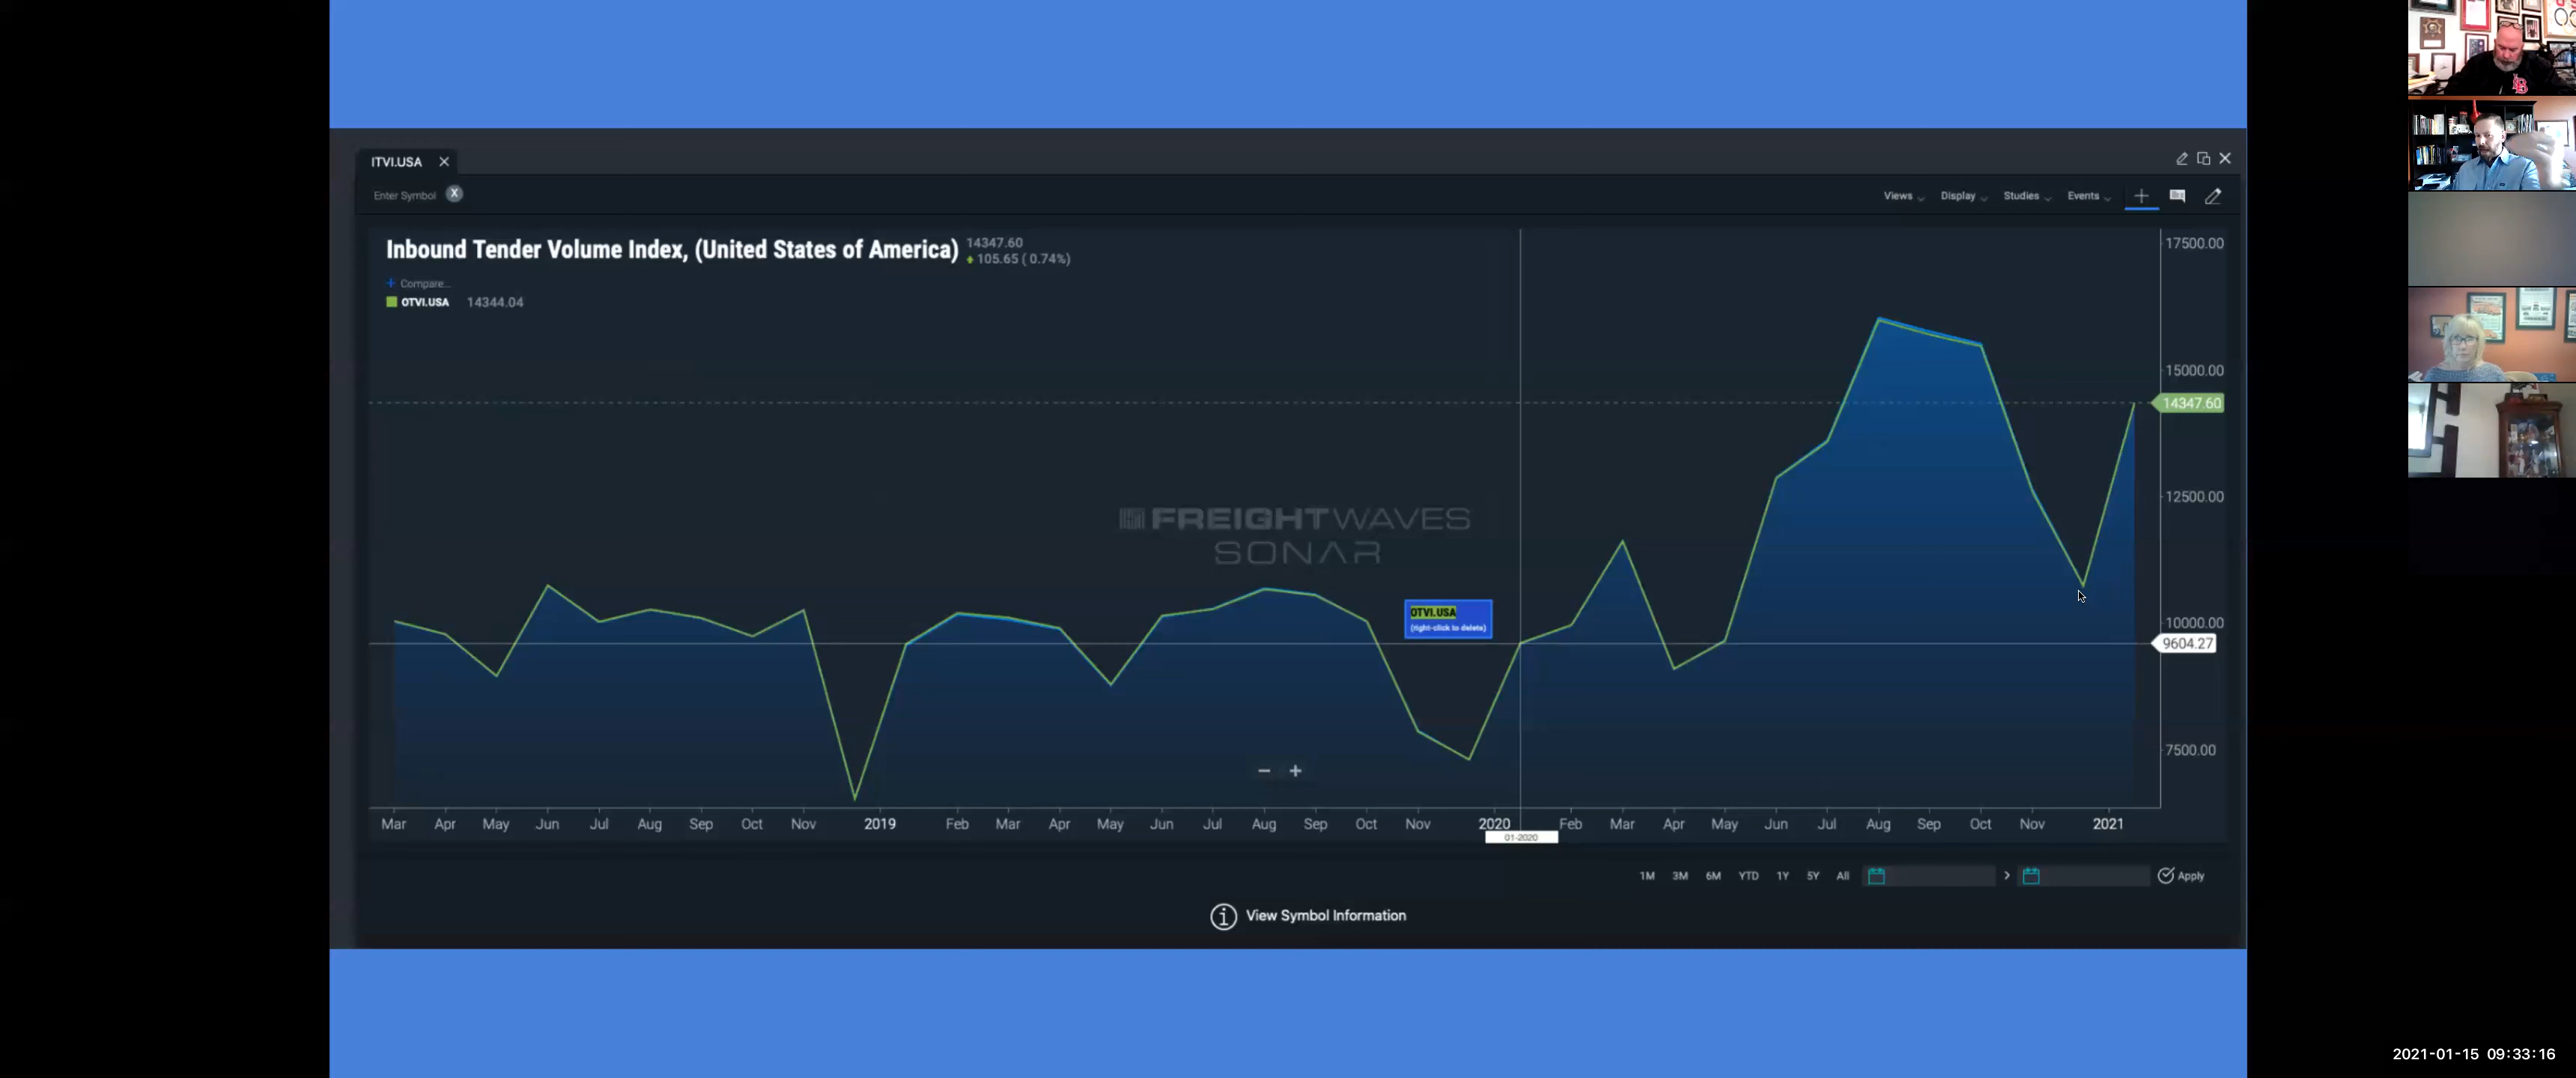 ITVI.USA
Enter Symbol X
Views Display Studies Events
Inbound Tender Volume Index, (United States of America) 14347.60
105.65 ( 0.74%)
+ Compare...
OTVI.USA 14344.04
17500.00
15000.00
14347.60
12500.00
10000.00
9604.27
7500.00
FREIGHTWAVES
SONAR
OTVI.USA
(right-click to delete)
Mar Apr May Jun Jul Aug Sep Oct Nov 2019 Feb Mar Apr May Jun Jul Aug Sep Oct Nov 2020 Feb Mar Apr May Jun Jul Aug Sep Oct Nov 2021
01-2020
1M 3M 6M YTD 1Y 5Y All > Apply
View Symbol Information
2021-01-15 09:33:16